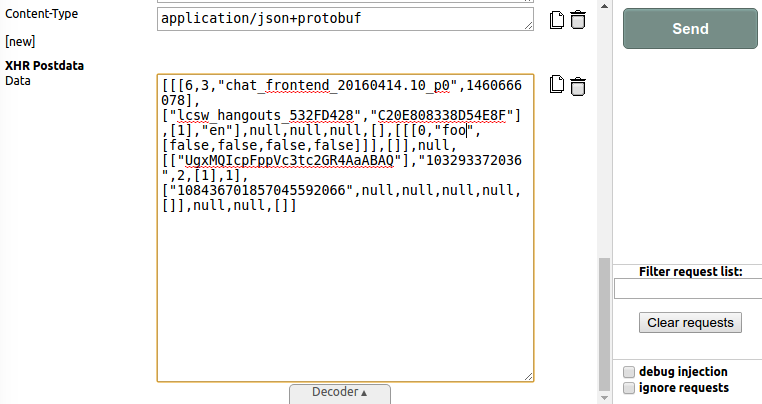 Content-Type
application/json+protobuf
[new]
XHR Postdata
Data
[[[6,3,"chat_frontend_20160414.10_p0",1460666
078],
["lcsw_hangouts_532FD428","C20E808338D54E8F"]
,[1],"en"],null,null,null,[],[[[0,"foo",
[false,false,false,false]]],[]],null,
[["UgxMQIcpFppVc3tc2GR4AaABAQ"],"103293372036
",2,[1],1],
["108436701857045592066",null,null,null,null,
[]],null,null,[]]
Decoder ▴
Send
Filter request list:
Clear requests
debug injection
ignore requests